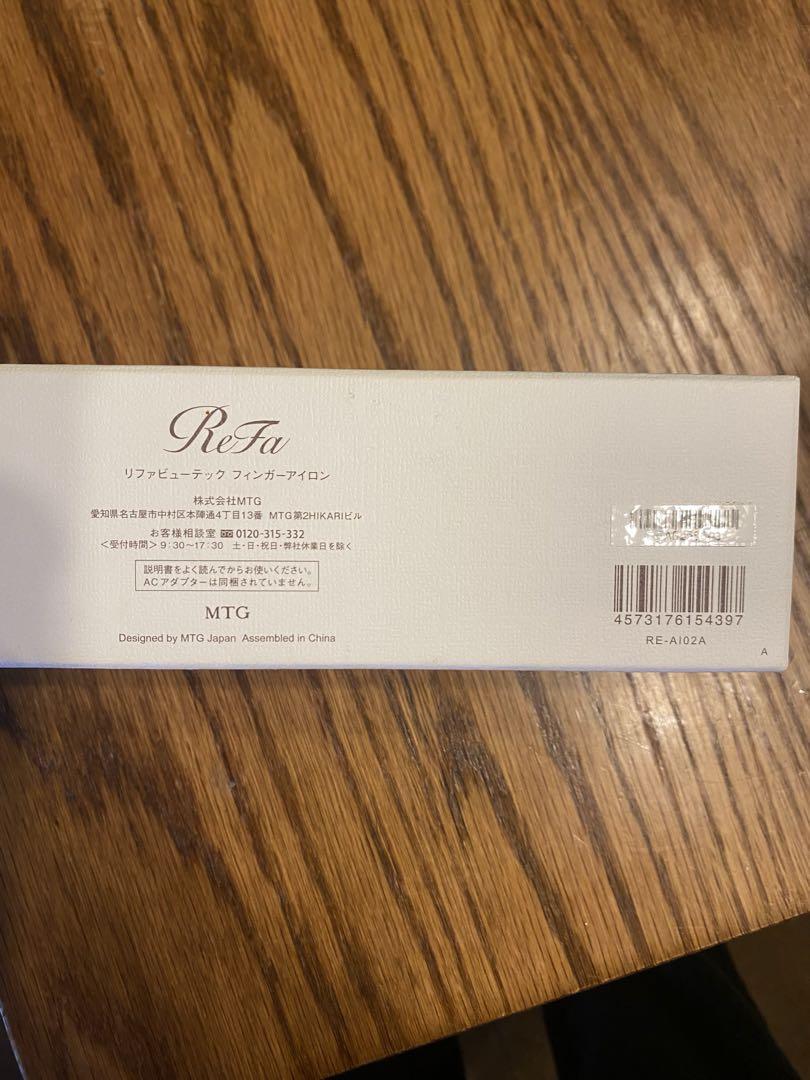 ReFa
リファビューテック フィンガーアイロン
株式会社MTG
愛知県名古屋市中村区本陣通4丁目13番 MTG第2HIKARIビル
お客様相談室 0120-315-332
＜受付時間＞9:30〜17:30 土・日・祝日・弊社休業日を除く
説明書をよく読んでからお使いください。
ACアダプターは同梱されていません。
MTG
Designed by MTG Japan Assembled in China
4573176154397
RE-AI02A
A